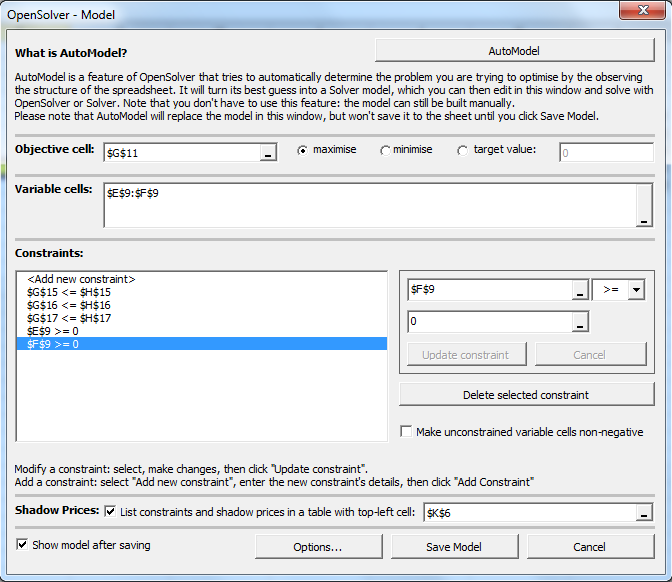 OpenSolver - Model
What is AutoModel?
AutoModel
AutoModel is a feature of OpenSolver that tries to automatically determine the problem you are trying to optimise by the observing
the structure of the spreadsheet. It will turn its best guess into a Solver model, which you can then edit in this window and solve with
OpenSolver or Solver. Note that you don't have to use this feature: the model can still be built manually.
Please note that AutoModel will replace the model in this window, but won't save it to the sheet until you click Save Model.
Objective cell: $G$11 maximise minimise target value: 0
Variable cells: $E$9:$F$9
Constraints:
<Add new constraint>
$G$15 <= $H$15
$G$16 <= $H$16
$G$17 <= $H$17
$E$9 >= 0
$F$9 >= 0
$F$9 >=
0
Update constraint Cancel
Delete selected constraint
Make unconstrained variable cells non-negative
Modify a constraint: select, make changes, then click "Update constraint".
Add a constraint: select "Add new constraint", enter the new constraint's details, then click "Add Constraint"
Shadow Prices: List constraints and shadow prices in a table with top-left cell: $K$6
Show model after saving Options... Save Model Cancel